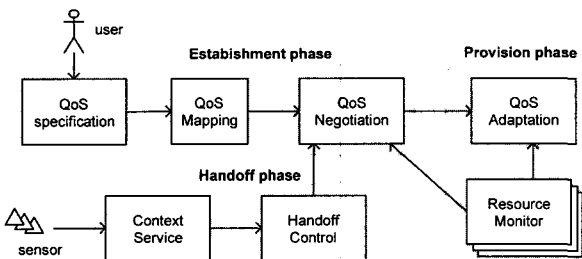 user
Estabishment phase
Provision phase
QoS
specification
QoS
Mapping
QoS
Negotiation
QoS
Adaptation
Handoff phase
sensor
Context
Service
Handoff
Control
Resource
Monitor